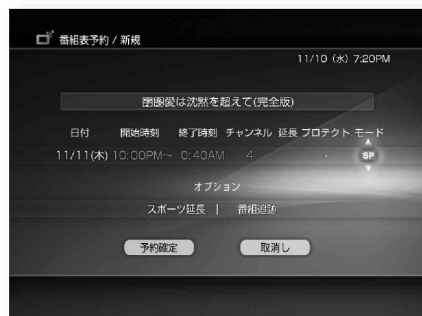 番組表予約 / 新規
11/10 (水) 7:20PM
愛は沈黙を超えて(完全版)
日付 開始時刻 終了時刻 チャンネル 延長 プロテクト モード
11/11(木) 10:00PM～ 0:40AM 4 - SP
オプション
スポーツ延長 | 番組追跡
予約確定 取消し